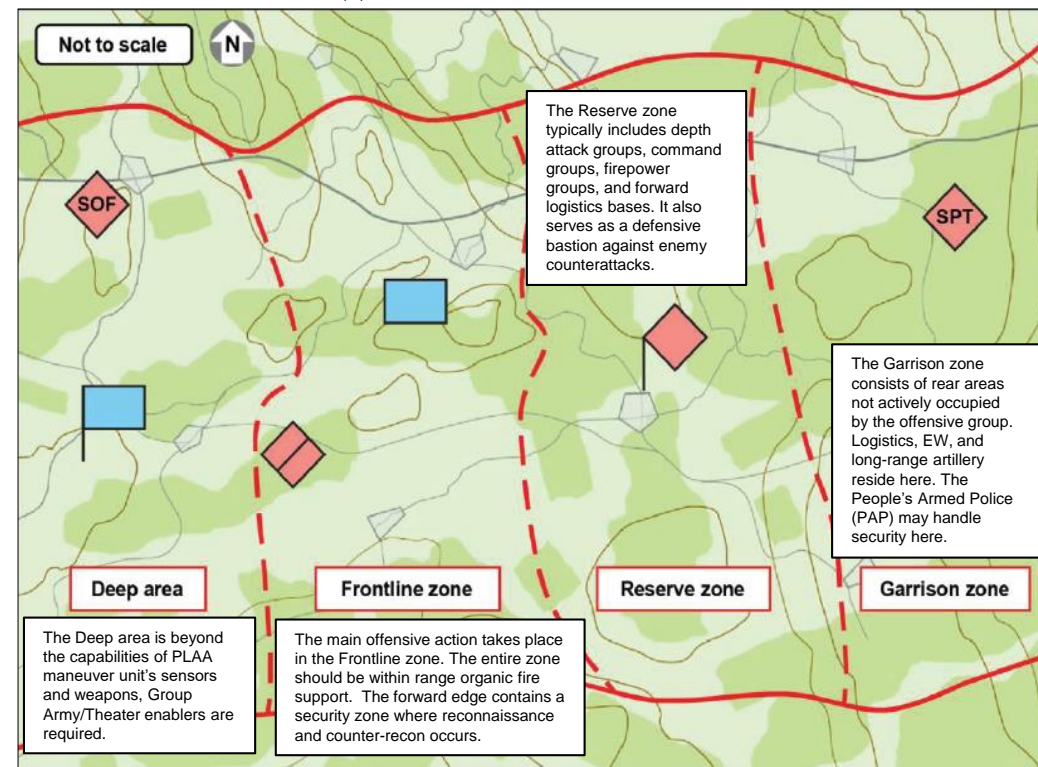 Not to scale
N
The Reserve zone
typically includes depth
attack groups, command
groups, firepower
groups, and forward
logistics bases. It also
serves as a defensive
bastion against enemy
counterattacks.
SOF
SPT
The Garrison zone
consists of rear areas
not actively occupied
by the offensive group.
Logistics, EW, and
long-range artillery
reside here. The
People's Armed Police
(PAP) may handle
security here.
Deep area
Frontline zone
Reserve zone
Garrison zone
The Deep area is beyond
the capabilities of PLAA
maneuver unit's sensors
and weapons, Group
Army/Theater enablers are
required.
The main offensive action takes place
in the Frontline zone. The entire zone
should be within range organic fire
support.  The forward edge contains a
security zone where reconnaissance
and counter-recon occurs.